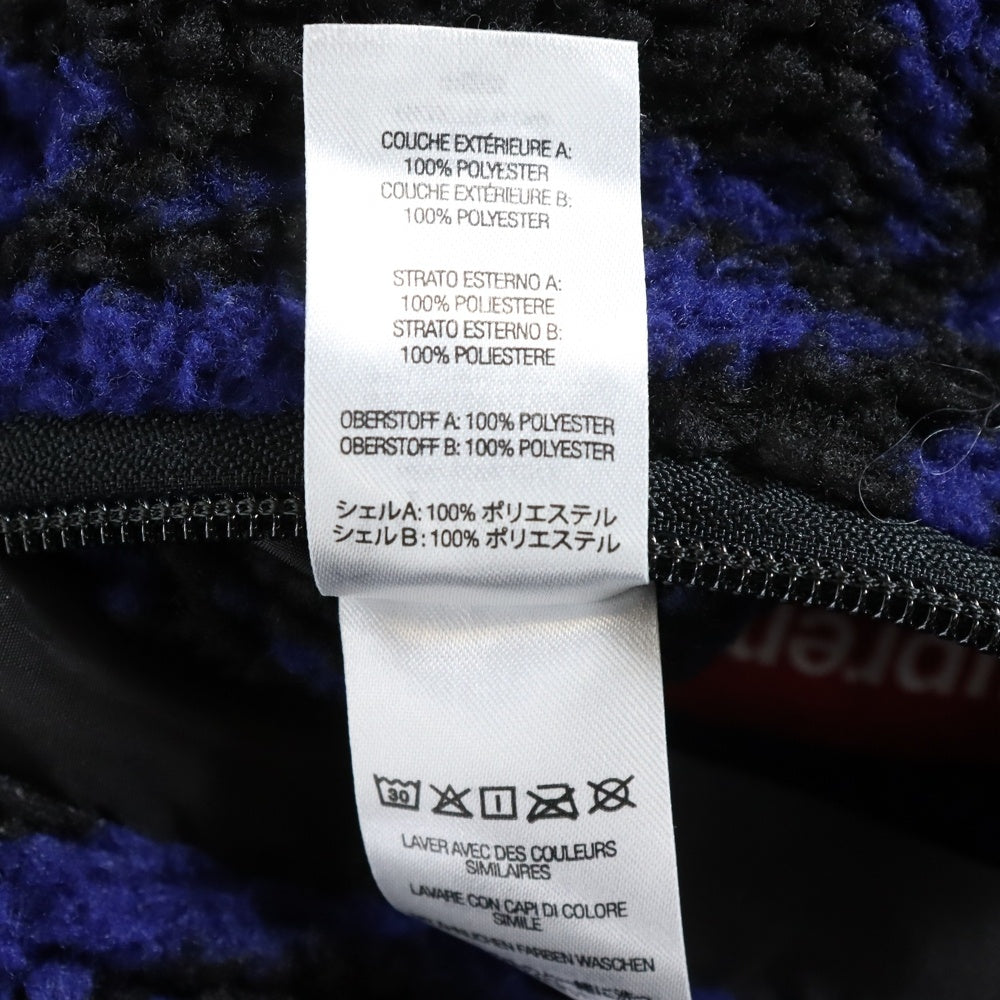 COUCHE EXTÉRIEURE A:
100% POLYESTER
COUCHE EXTÉRIEURE B:
100% POLYESTER
STRATO ESTERNO A:
100% POLIESTERE
STRATO ESTERNO B:
100% POLIESTERE
OBERSTOFF A: 100% POLYESTER
OBERSTOFF B: 100% POLYESTER
シェルA: 100% ポリエステル
シェルB: 100% ポリエステル
30
LAVER AVEC DES COULEURS
SIMILAIRES
LAVARE CON CAPI DI COLORE
SIMILE
FARBEN WASCHEN